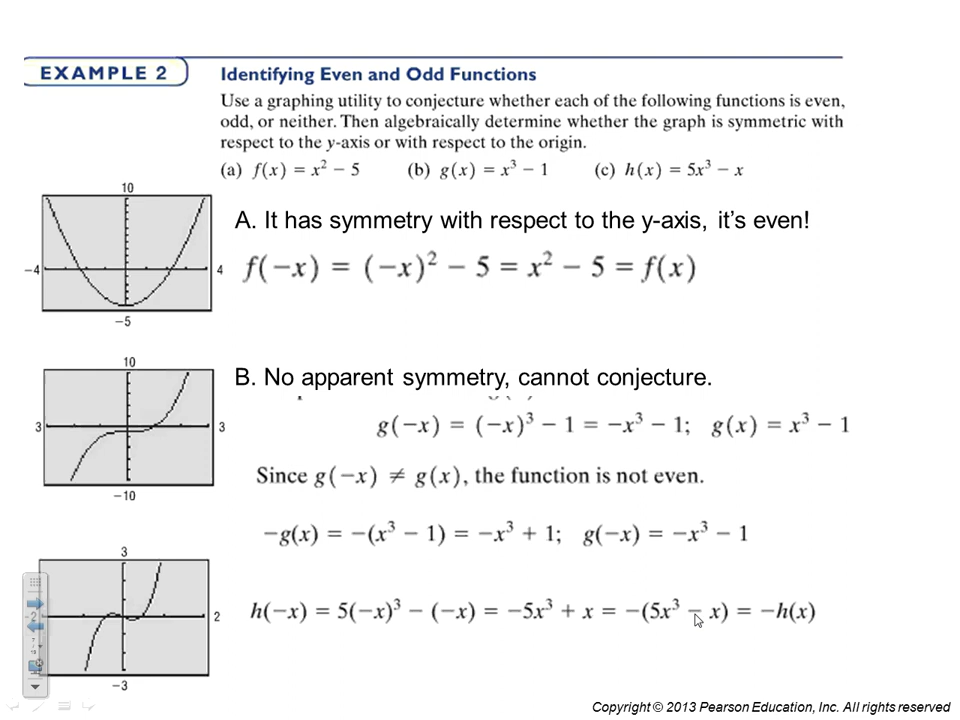 EXAMPLE 2
Identifying Even and Odd Functions
Use a graphing utility to conjecture whether each of the following functions is even,
odd, or neither. Then algebraically determine whether the graph is symmetric with
respect to the y-axis or with respect to the origin.
(a) f(x) = x² − 5 (b) g(x) = x³ − 1 (c) h(x) = 5x³ − x
10
−4
4
−5
A. It has symmetry with respect to the y-axis, it’s even!
f(−x) = (−x)² − 5 = x² − 5 = f(x)
10
3
3
−10
B. No apparent symmetry, cannot conjecture.
g(−x) = (−x)³ − 1 = −x³ − 1; g(x) = x³ − 1
Since g(−x) ≠ g(x), the function is not even.
−g(x) = −(x³ − 1) = −x³ + 1; g(−x) = −x³ − 1
3
−2
2
−3
h(−x) = 5(−x)³ − (−x) = −5x³ + x = −(5x³ − x) = −h(x)
Copyright © 2013 Pearson Education, Inc. All rights reserved